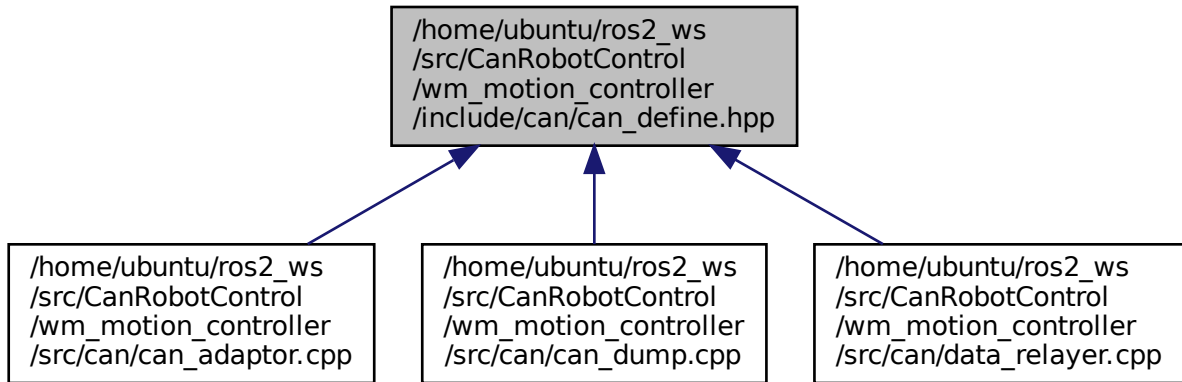 /home/ubuntu/ros2_ws
/src/CanRobotControl
/wm_motion_controller
/include/can/can_define.hpp
/home/ubuntu/ros2_ws
/src/CanRobotControl
/wm_motion_controller
/src/can/can_adaptor.cpp
/home/ubuntu/ros2_ws
/src/CanRobotControl
/wm_motion_controller
/src/can/can_dump.cpp
/home/ubuntu/ros2_ws
/src/CanRobotControl
/wm_motion_controller
/src/can/data_relayer.cpp